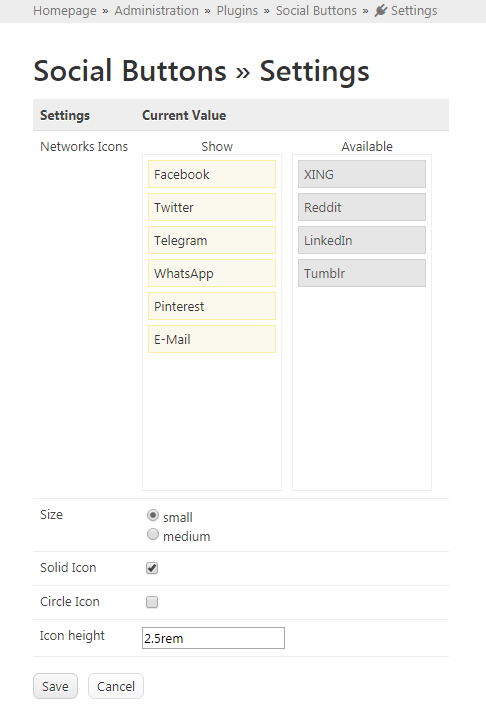 Homepage » Administration » Plugins » Social Buttons » Settings
Social Buttons » Settings
Settings Current Value
Networks Icons Show Available
Facebook XING
Twitter Reddit
Telegram LinkedIn
WhatsApp Tumblr
Pinterest
E-Mail
Size small
medium
Solid Icon
Circle Icon
Icon height 2.5rem
Save Cancel